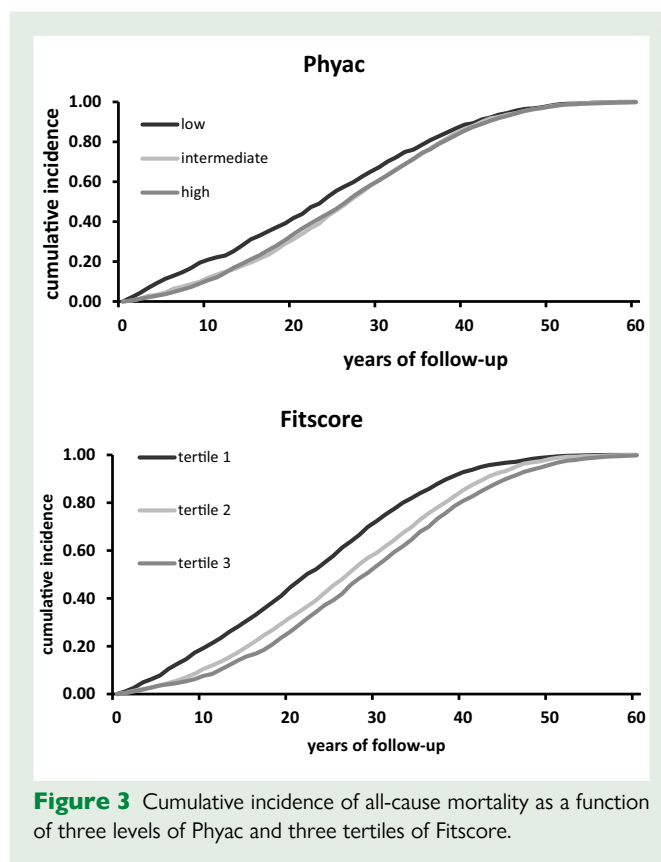 Phyac
cumulative incidence
1.00
0.80
0.60
0.40
0.20
0.00
low
intermediate
high
0 10 20 30 40 50 60
years of follow-up
Fitscore
cumulative incidence
1.00
0.80
0.60
0.40
0.20
0.00
tertile 1
tertile 2
tertile 3
0 10 20 30 40 50 60
years of follow-up
Figure 3 Cumulative incidence of all-cause mortality as a function
of three levels of Phyac and three tertiles of Fitscore.